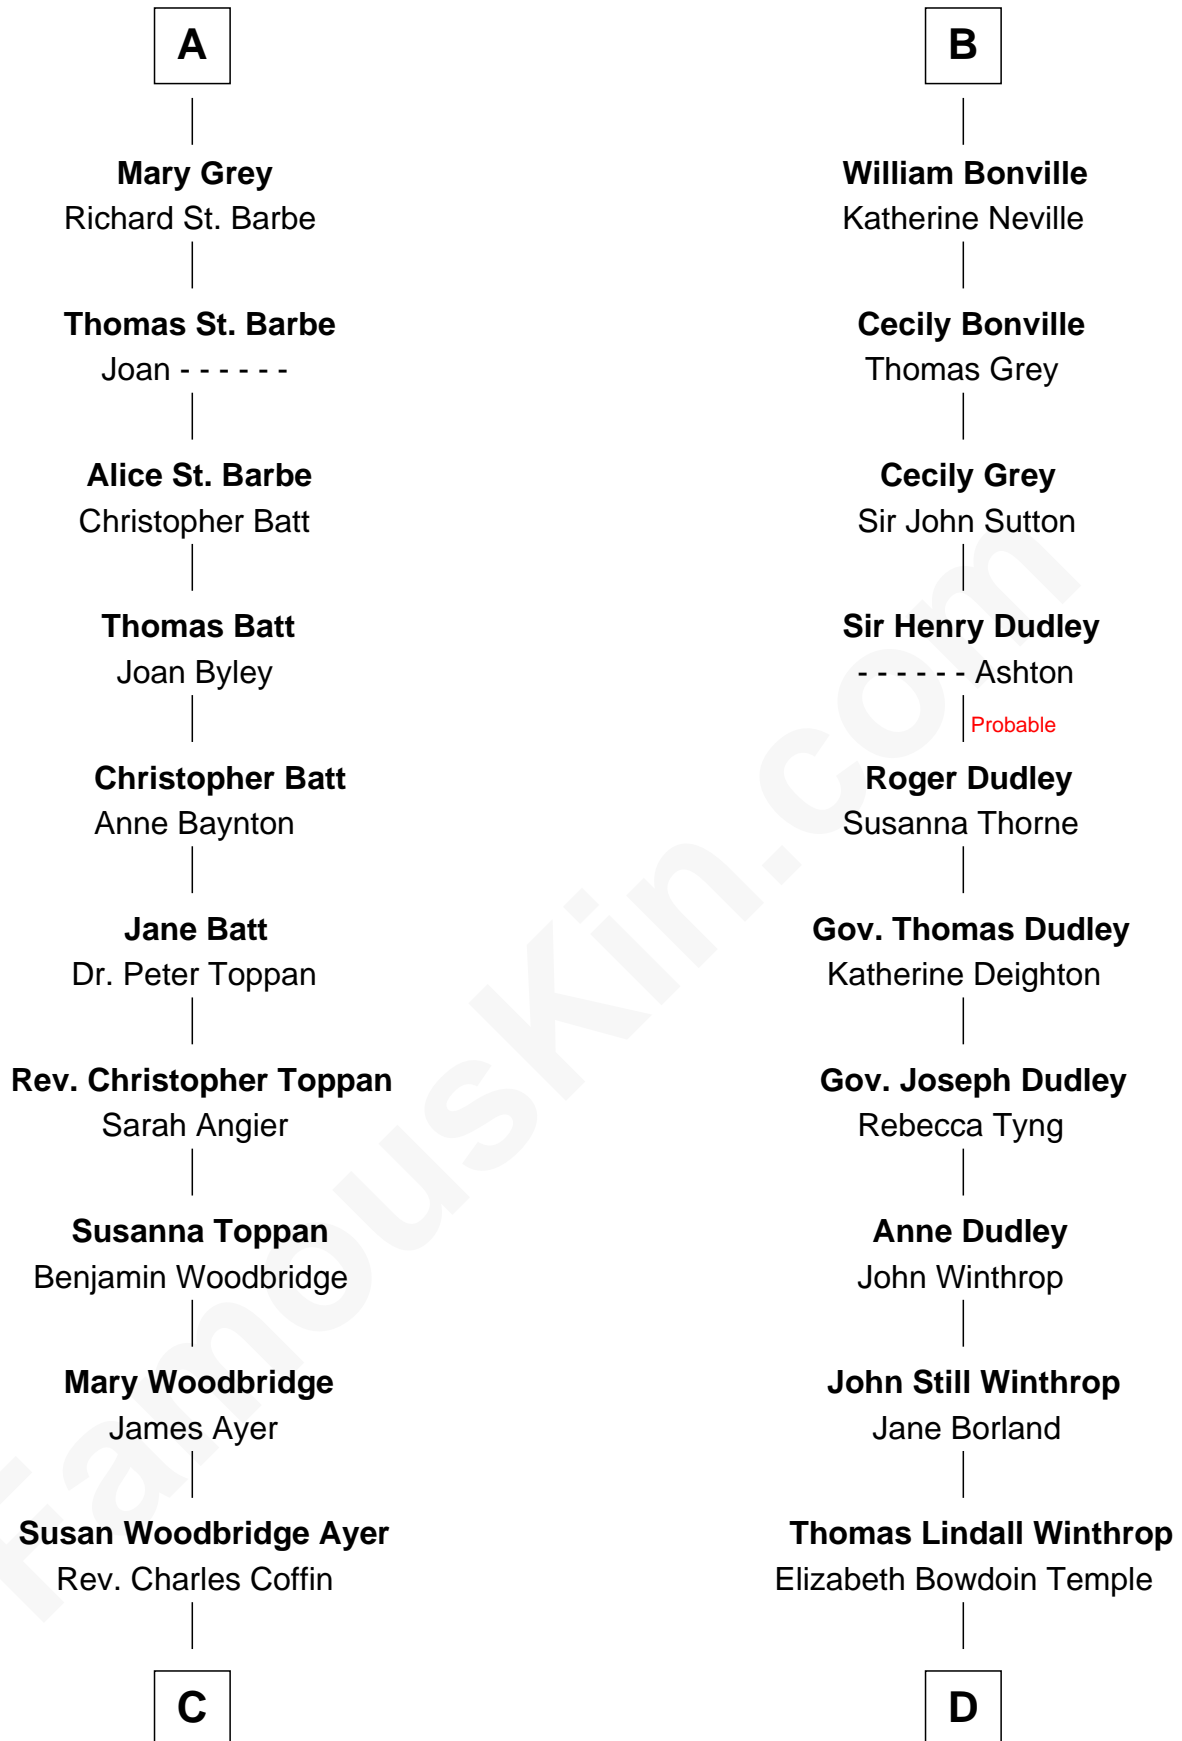 A
Mary Grey
Richard St. Barbe
Thomas St. Barbe
Joan - - - - - -
Alice St. Barbe
Christopher Batt
Thomas Batt
Joan Byley
Christopher Batt
Anne Baynton
Jane Batt
Dr. Peter Toppan
Rev. Christopher Toppan
Sarah Angier
Susanna Toppan
Benjamin Woodbridge
Mary Woodbridge
James Ayer
Susan Woodbridge Ayer
Rev. Charles Coffin
C
B
William Bonville
Katherine Neville
Cecily Bonville
Thomas Grey
Cecily Grey
Sir John Sutton
Sir Henry Dudley
- - - - - - Ashton
Probable
Roger Dudley
Susanna Thorne
Gov. Thomas Dudley
Katherine Deighton
Gov. Joseph Dudley
Rebecca Tyng
Anne Dudley
John Winthrop
John Still Winthrop
Jane Borland
Thomas Lindall Winthrop
Elizabeth Bowdoin Temple
D
FamousKin.com